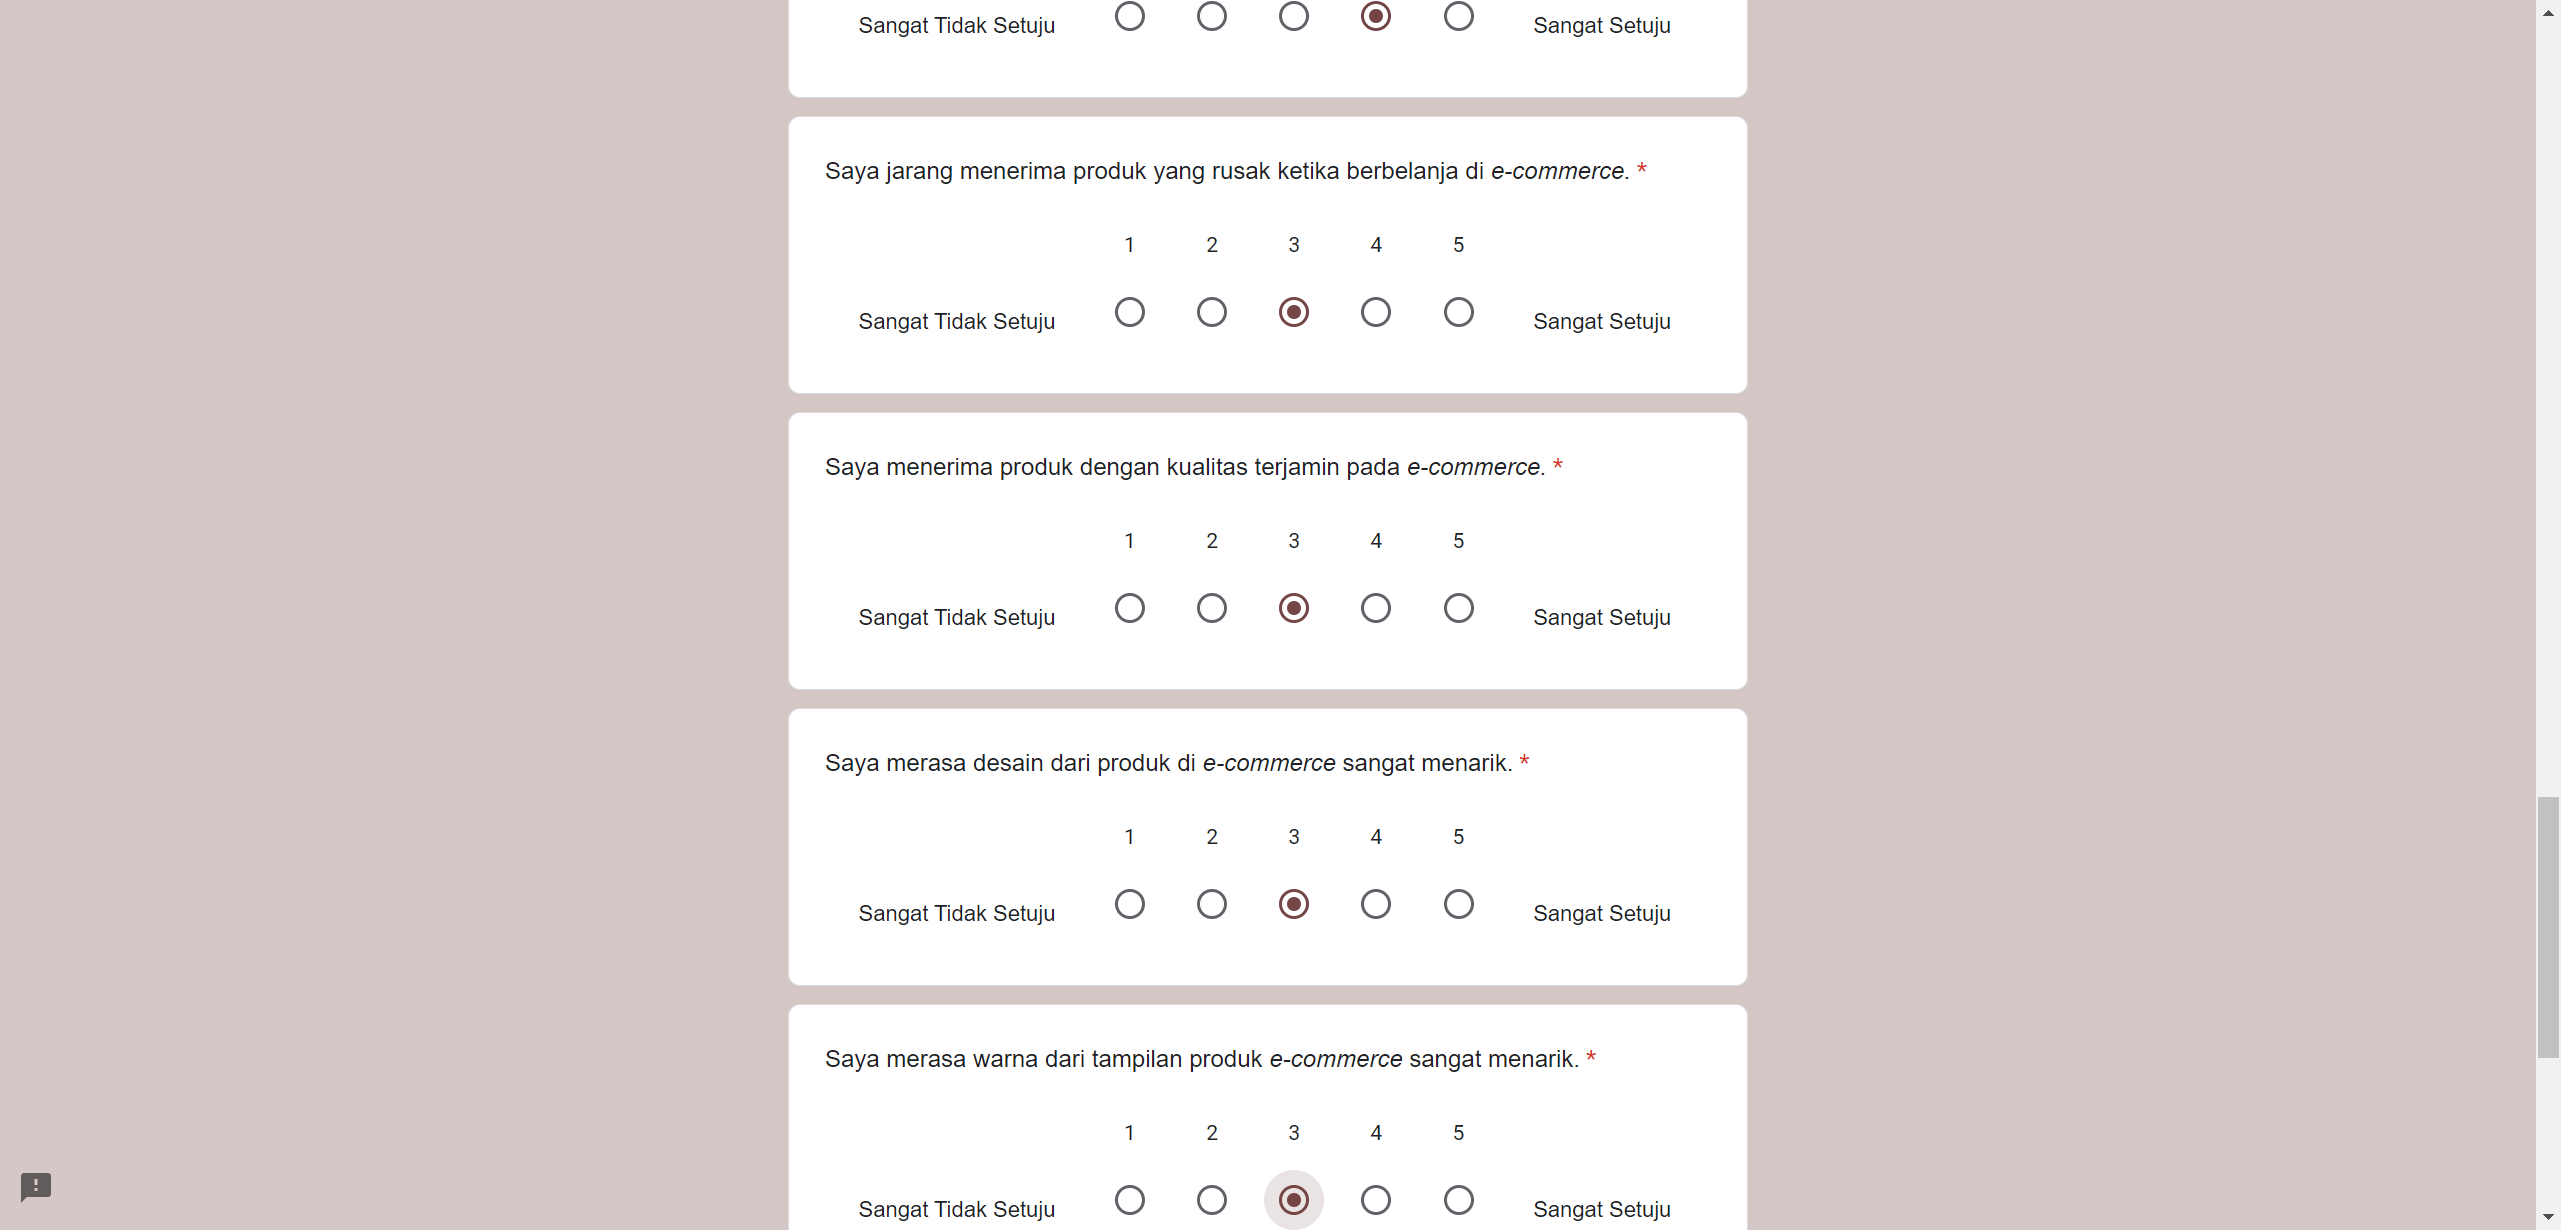 Sangat Tidak Setuju Sangat Setuju
Saya jarang menerima produk yang rusak ketika berbelanja di e-commerce. *
1 2 3 4 5
Sangat Tidak Setuju Sangat Setuju
Saya menerima produk dengan kualitas terjamin pada e-commerce. *
1 2 3 4 5
Sangat Tidak Setuju Sangat Setuju
Saya merasa desain dari produk di e-commerce sangat menarik. *
1 2 3 4 5
Sangat Tidak Setuju Sangat Setuju
Saya merasa warna dari tampilan produk e-commerce sangat menarik. *
1 2 3 4 5
Sangat Tidak Setuju Sangat Setuju